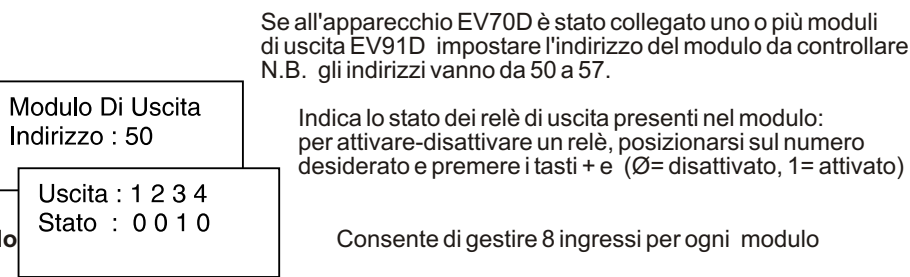 Se all'apparecchio EV70D è stato collegato uno o più moduli
di uscita EV91D impostare l'indirizzo del modulo da controllare
N.B. gli indirizzi vanno da 50 a 57.
Modulo Di Uscita
Indirizzo : 50
Indica lo stato dei relè di uscita presenti nel modulo:
per attivare-disattivare un relè, posizionarsi sul numero
desiderato e premere i tasti + e (Ø= disattivato, 1= attivato)
Uscita : 1 2 3 4
Stato : 0 0 1 0
Consente di gestire 8 ingressi per ogni modulo